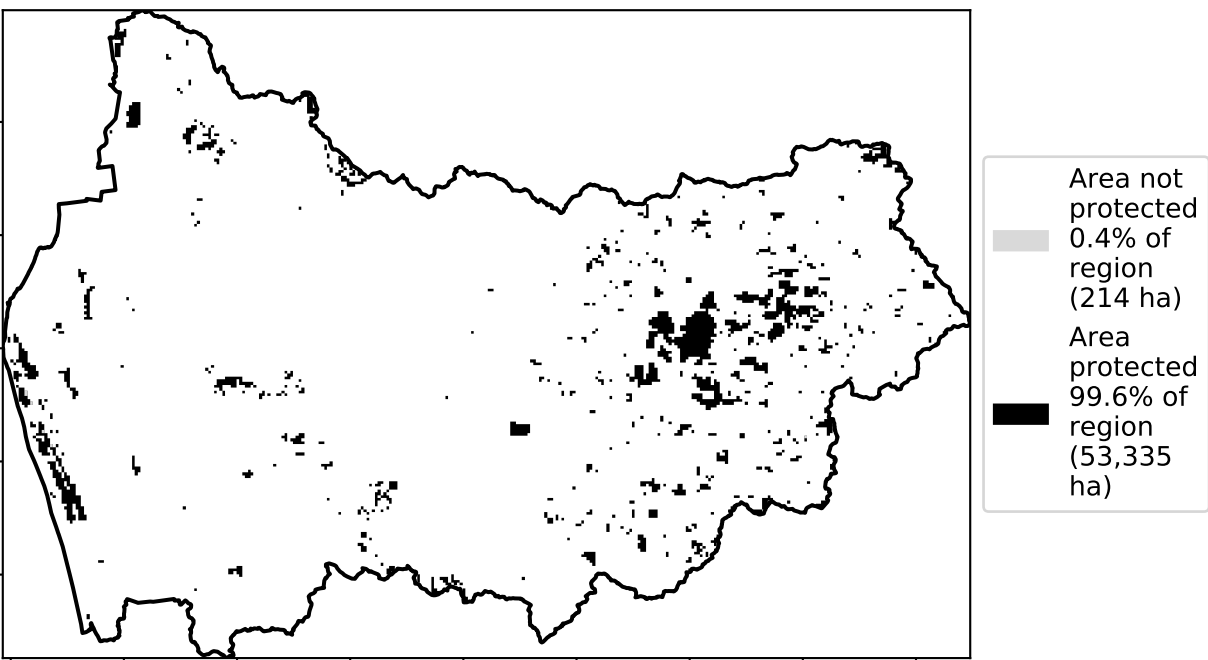 Area not
protected
0.4% of
region
(214 ha)
Area
protected
99.6% of
region
(53,335
ha)